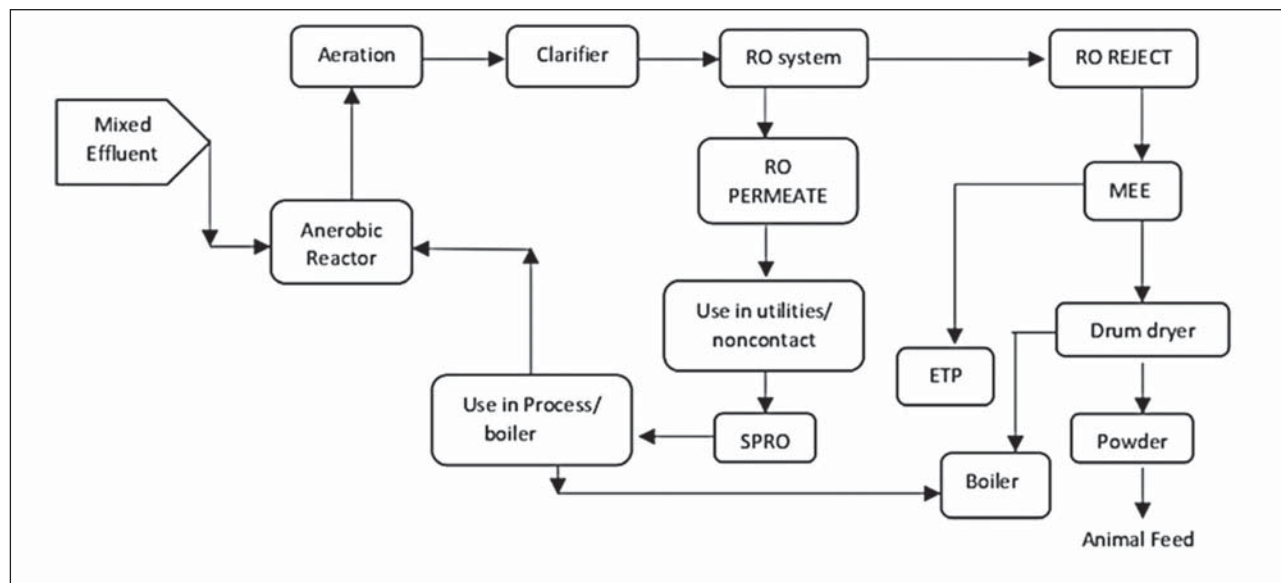 Aeration
Clarifier
RO system
RO REJECT
Mixed
Effluent
RO
PERMEATE
MEE
Anerobic
Reactor
Use in utilities/
noncontact
Drum dryer
ETP
Use in Process/
boiler
SPRO
Powder
Boiler
Animal Feed